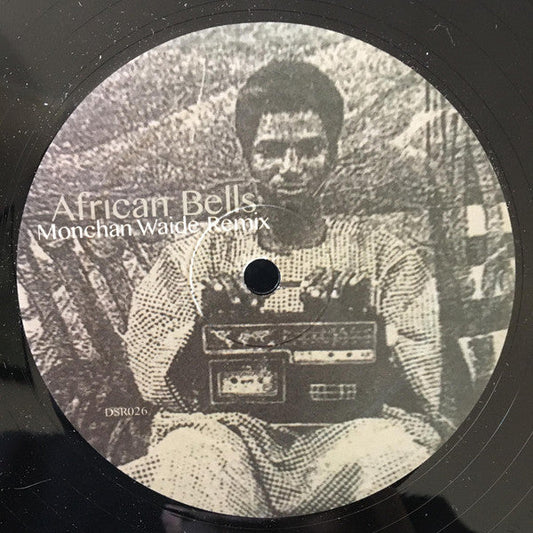 African Bells
Monchan Waide Remix
DSR026